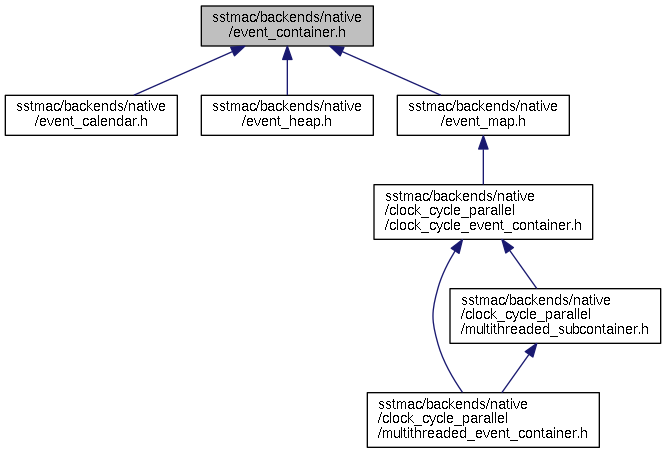 sstmac/backends/native
/event_container.h
sstmac/backends/native
/event_calendar.h
sstmac/backends/native
/event_heap.h
sstmac/backends/native
/event_map.h
sstmac/backends/native
/clock_cycle_parallel
/clock_cycle_event_container.h
sstmac/backends/native
/clock_cycle_parallel
/multithreaded_subcontainer.h
sstmac/backends/native
/clock_cycle_parallel
/multithreaded_event_container.h